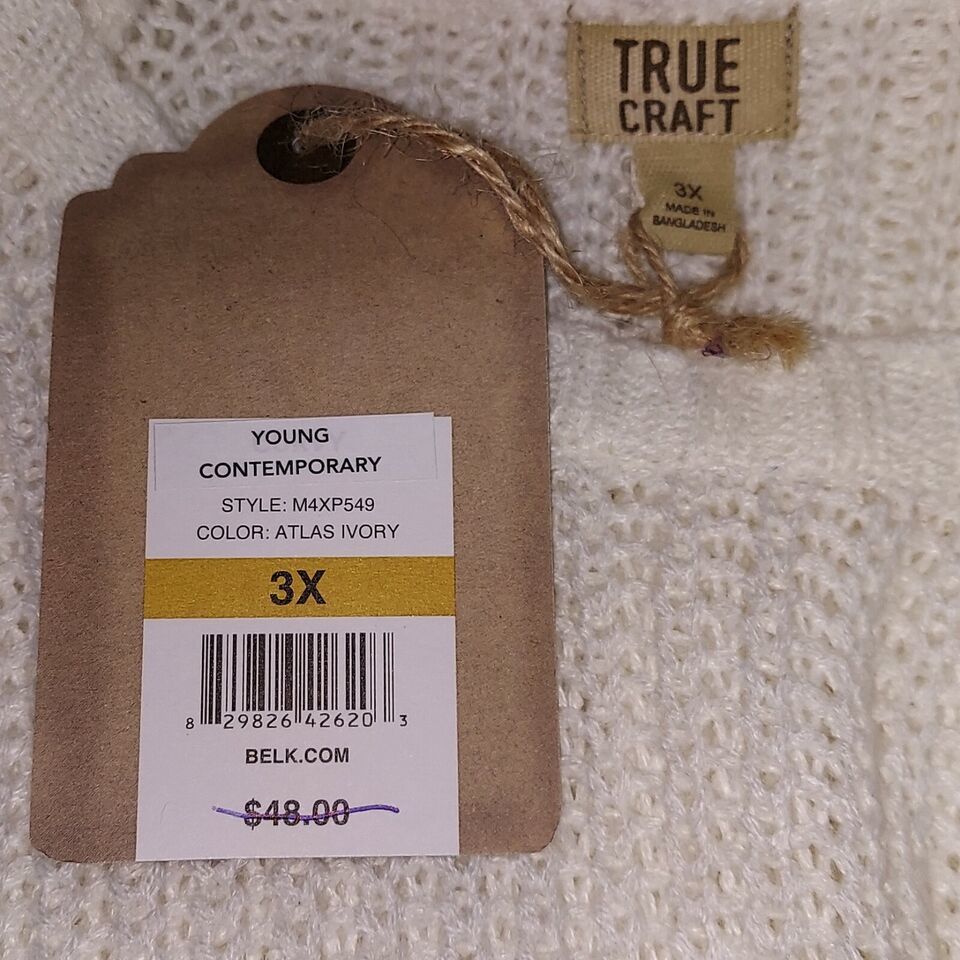 TRUE
CRAFT
3X
MADE IN
BANGLADESH
YOUNG
CONTEMPORARY
STYLE: M4XP549
COLOR: ATLAS IVORY
3X
8 29826 42620 3
BELK.COM
$48.00